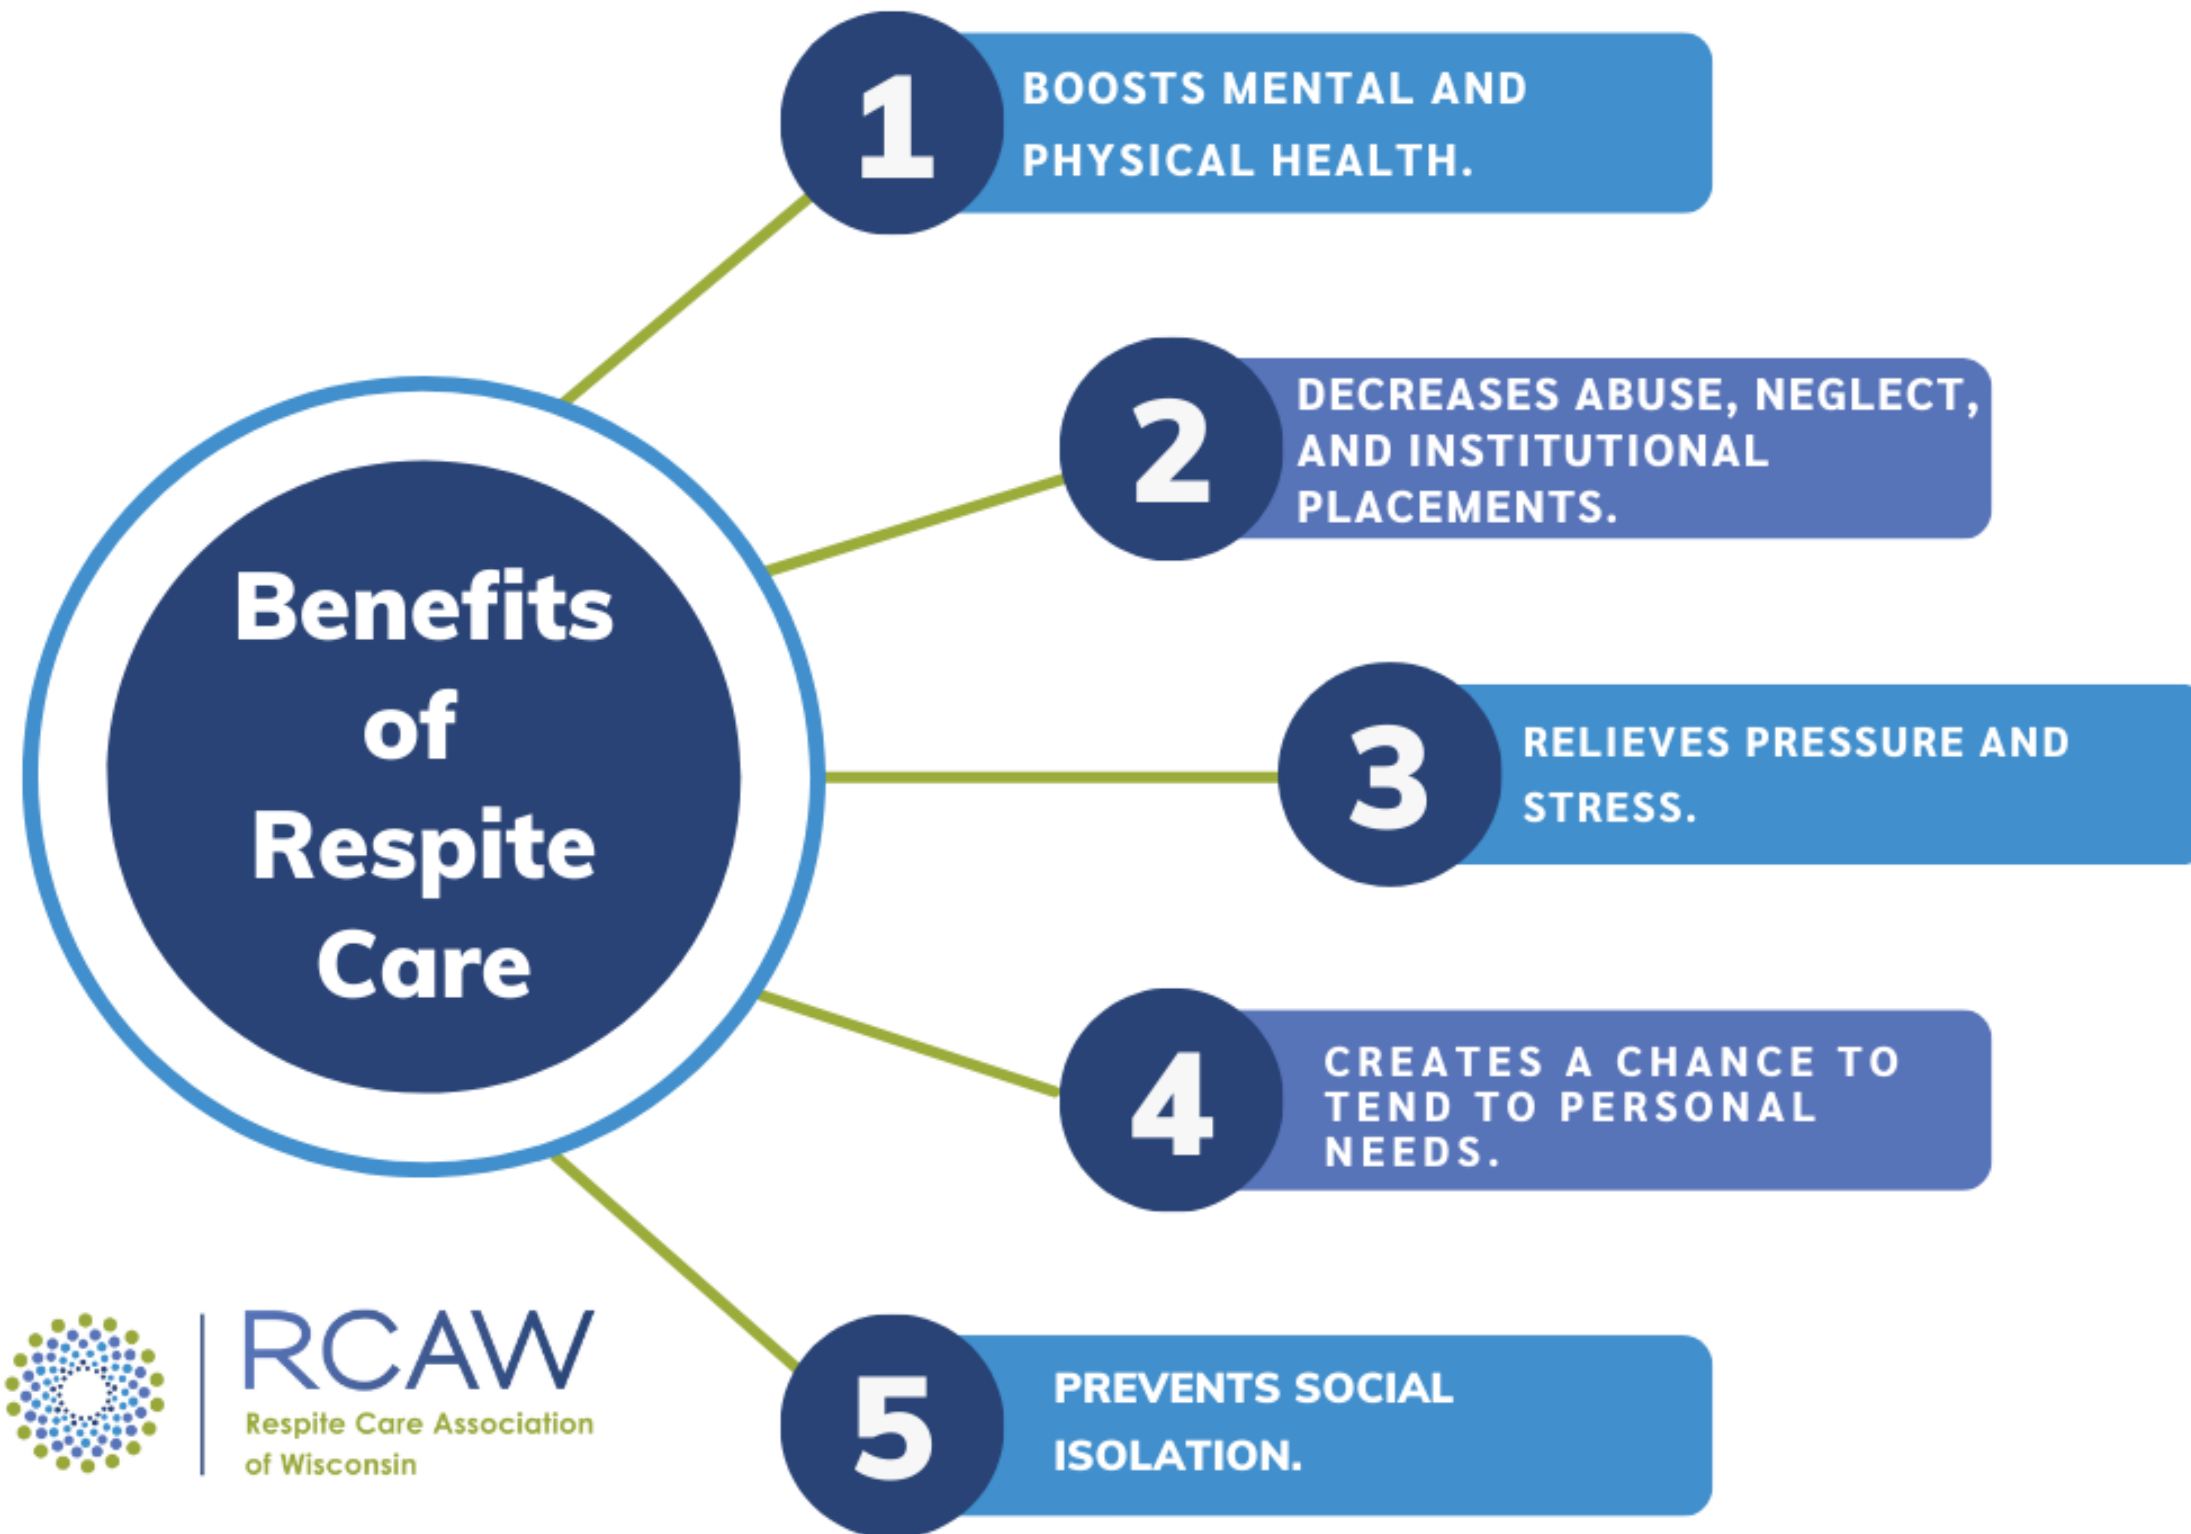 Benefits
of
Respite
Care
1
BOOSTS MENTAL AND
PHYSICAL HEALTH.
2
DECREASES ABUSE, NEGLECT,
AND INSTITUTIONAL
PLACEMENTS.
3
RELIEVES PRESSURE AND
STRESS.
4
CREATES A CHANCE TO
TEND TO PERSONAL
NEEDS.
5
PREVENTS SOCIAL
ISOLATION.
RCAW
Respite Care Association
of Wisconsin